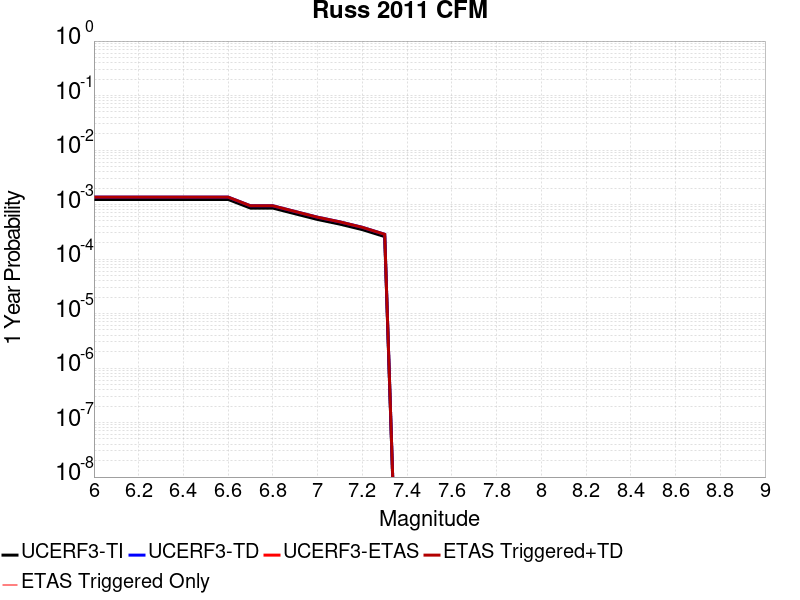 Russ 2011 CFM
1 Year Probability
10^0
10^-1
10^-2
10^-3
10^-4
10^-5
10^-6
10^-7
10^-8
6 6.2 6.4 6.6 6.8 7 7.2 7.4 7.6 7.8 8 8.2 8.4 8.6 8.8 9
Magnitude
UCERF3-TI UCERF3-TD UCERF3-ETAS ETAS Triggered+TD
ETAS Triggered Only